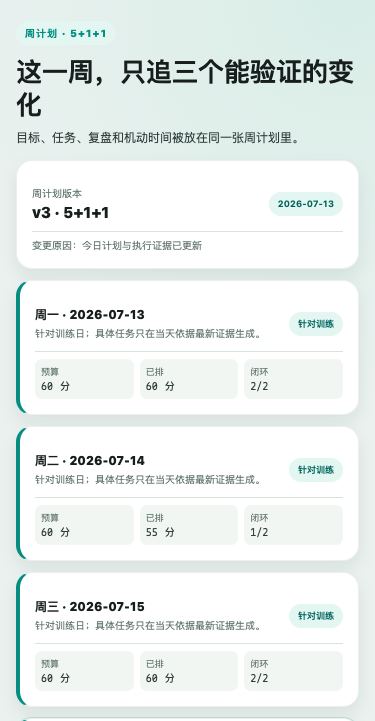 周计划 · 5+1+1
这一周，只追三个能验证的变
化
目标、任务、复盘和机动时间被放在同一张周计划里。
周计划版本
v3 · 5+1+1
2026-07-13
变更原因：今日计划与执行证据已更新
周一 · 2026-07-13
针对训练日；具体任务只在当天依据最新证据生成。
针对训练
预算
60 分
已排
60 分
闭环
2/2
周二 · 2026-07-14
针对训练日；具体任务只在当天依据最新证据生成。
针对训练
预算
60 分
已排
55 分
闭环
1/2
周三 · 2026-07-15
针对训练日；具体任务只在当天依据最新证据生成。
针对训练
预算
60 分
已排
60 分
闭环
2/2